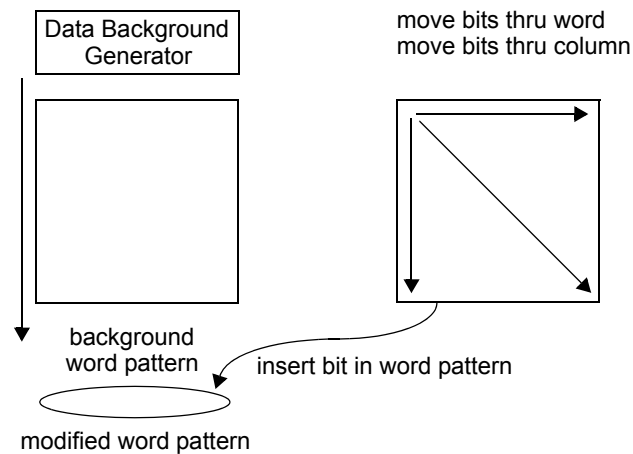 Data Background
Generator
move bits thru word
move bits thru column
background
word pattern
insert bit in word pattern
modified word pattern